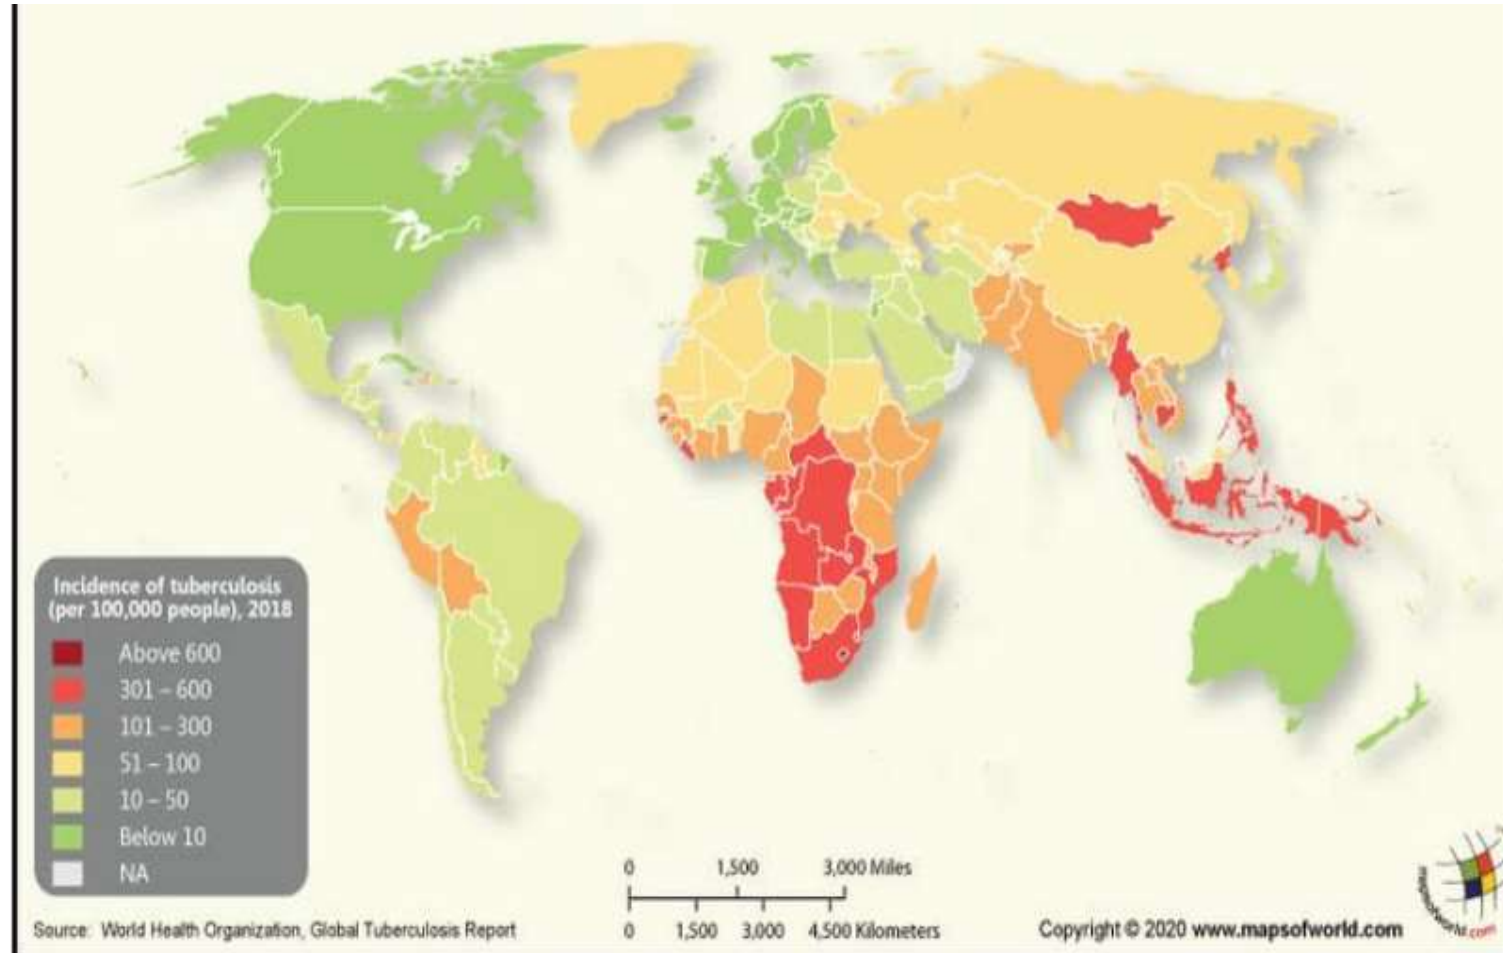 Incidence of tuberculosis
(per 100,000 people), 2018
Above 600
301 – 600
101 – 300
51 – 100
10 – 50
Below 10
NA
0 1,500 3,000 Miles
0 1,500 3,000 4,500 Kilometers
Source: World Health Organization, Global Tuberculosis Report
Copyright © 2020 www.mapsofworld.com
mapsofworld.com